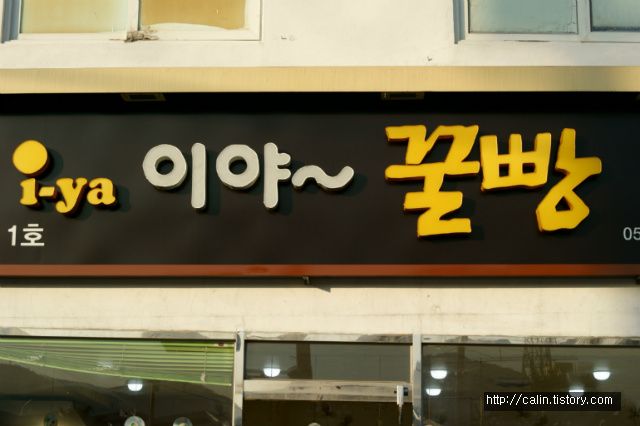 i-ya 이야~ 꿀빵
1호 05
http://calin.tistory.com